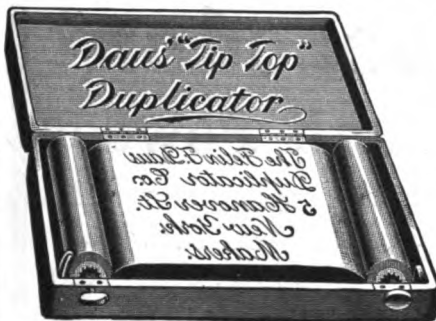 Daus' "Tip Top"
Duplicator
The Felix F. Daus
Duplicator Co.
5 Hanover St.
New York.
Makers.